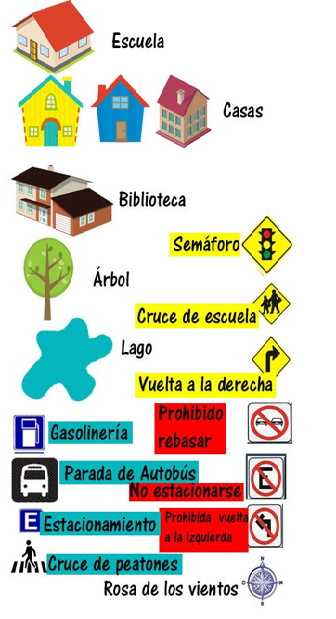 Escuela
Casas
Biblioteca
Semáforo
Árbol
Cruce de escuela
Lago
Vuelta a la derecha
Prohibido
rebasar
Gasolinería
Parada de Autobús
No estacionarse
E
E
Estacionamiento
Prohibida vuelta
a la Izquierda
Cruce de peatones
Rosa de los vientos